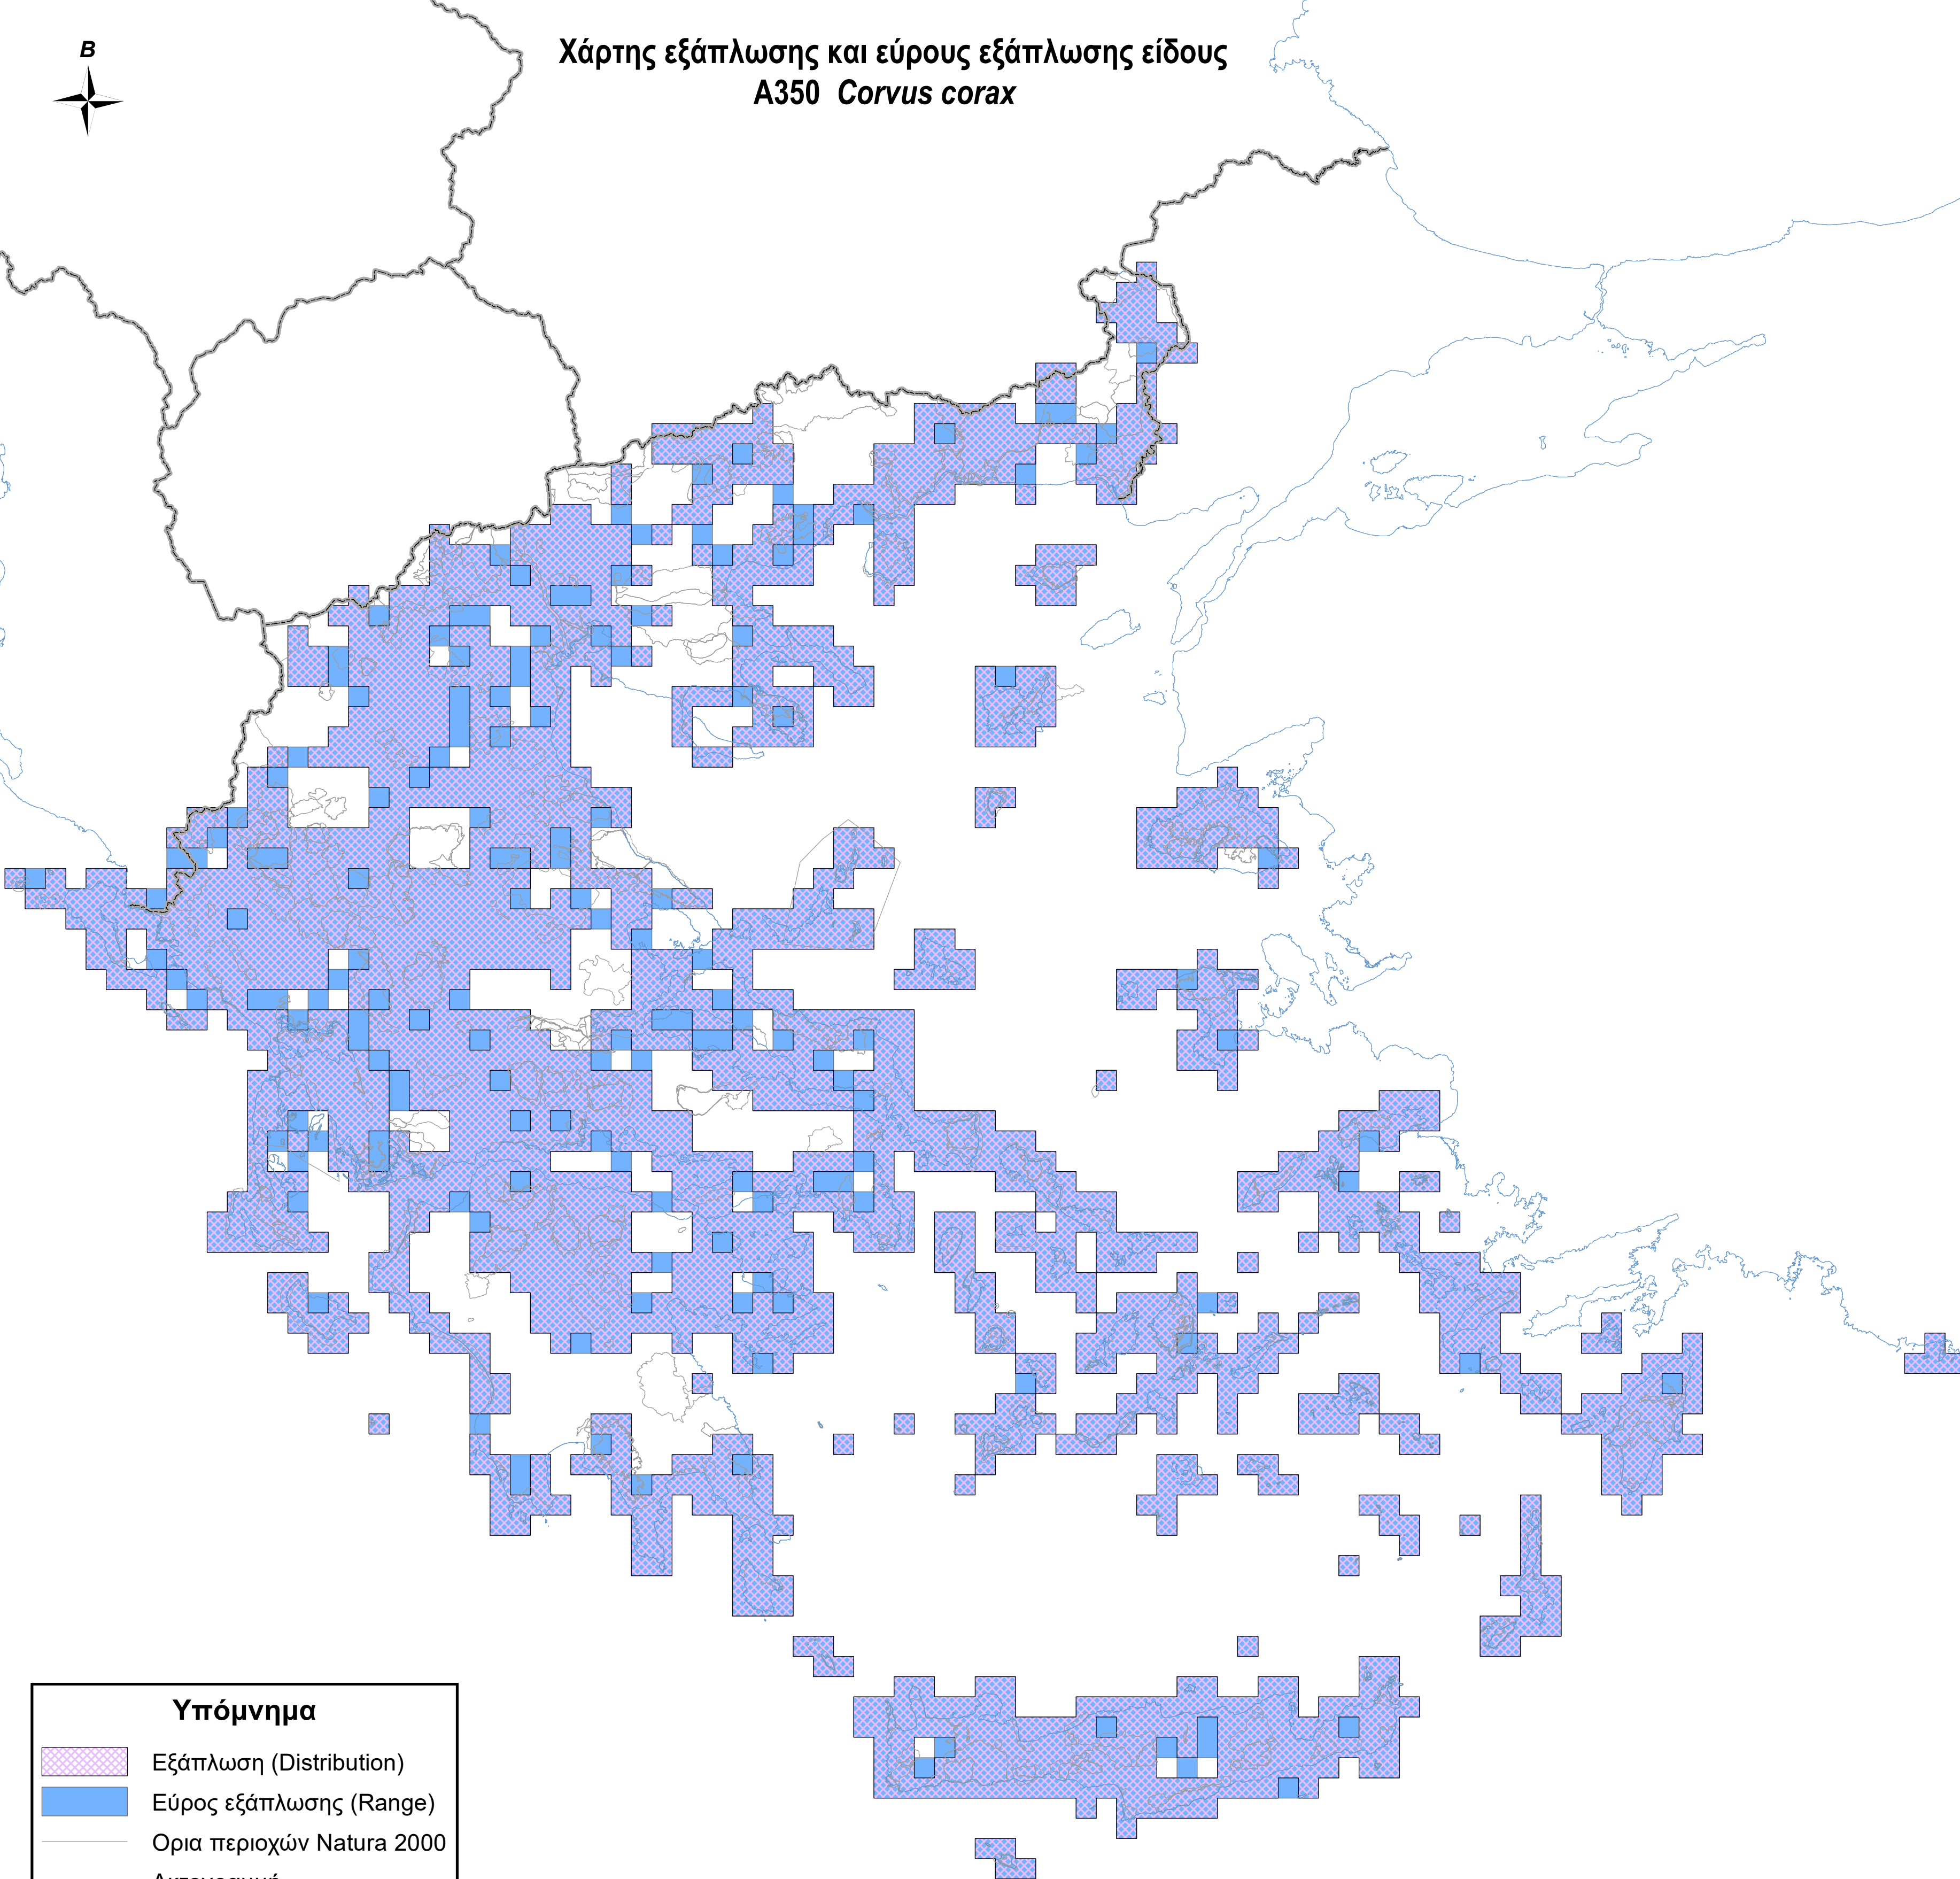 Β
Χάρτης εξάπλωσης και εύρους εξάπλωσης είδους
A350 Corvus corax
Υπόμνημα
Εξάπλωση (Distribution)
Εύρος εξάπλωσης (Range)
Ορια περιοχών Natura 2000